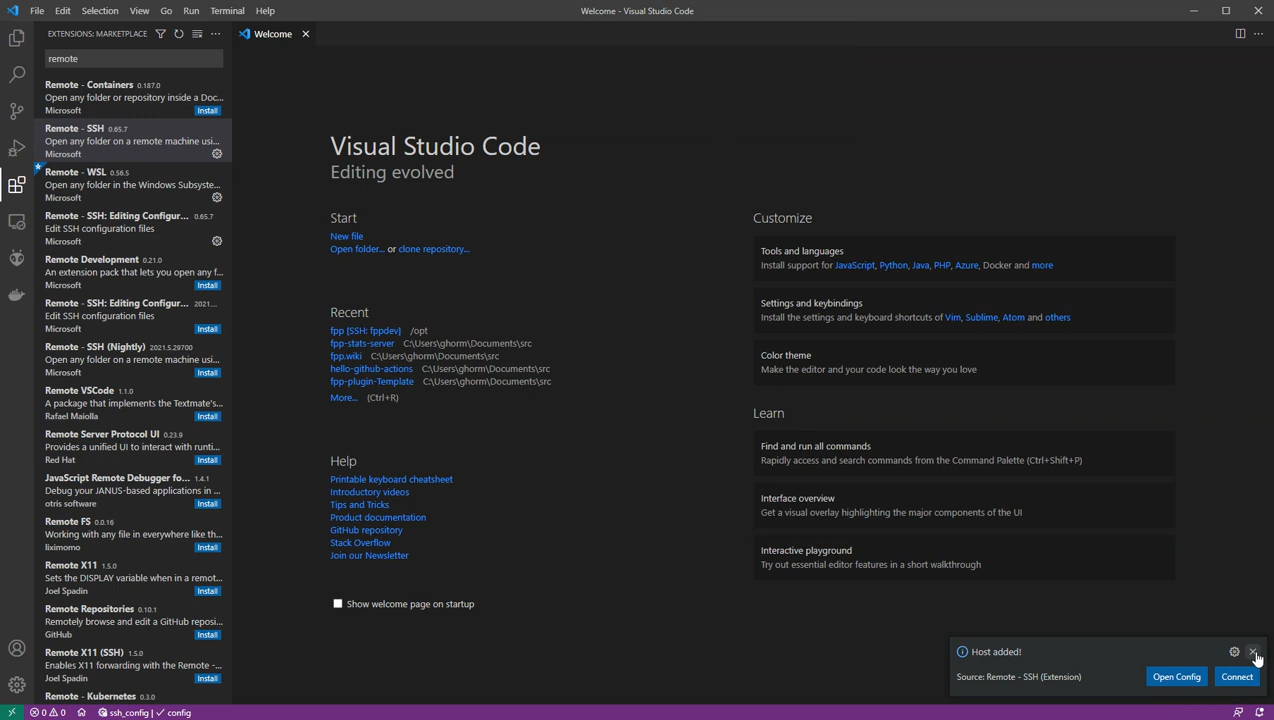 File Edit Selection View Go Run Terminal Help
Welcome - Visual Studio Code
EXTENSIONS: MARKETPLACE
remote
Remote - Containers 0.187.0
Open any folder or repository inside a Doc...
Microsoft Install
Remote - SSH 0.65.7
Open any folder on a remote machine usi...
Microsoft
Remote - WSL 0.56.5
Open any folder in the Windows Subsyste...
Microsoft
Remote - SSH: Editing Configur... 0.65.7
Edit SSH configuration files
Microsoft
Remote Development 0.21.0
An extension pack that lets you open any f...
Microsoft Install
Remote - SSH: Editing Configur... 2021....
Edit SSH configuration files
Microsoft Install
Remote - SSH (Nightly) 2021.5.29700
Open any folder on a remote machine usi...
Microsoft Install
Remote VSCode 1.1.0
A package that implements the Textmate's...
Rafael Maiolla Install
Remote Server Protocol UI 0.23.9
Provides a unified UI to interact with runti...
Red Hat Install
JavaScript Remote Debugger fo... 1.4.1
Debug your JANUS-based applications in ...
otris software Install
Remote FS 0.0.16
Working with any file in everywhere like th...
liximomo Install
Remote X11 1.5.0
Sets the DISPLAY variable when in a remot...
Joel Spadin Install
Remote Repositories 0.10.1
Remotely browse and edit a GitHub reposi...
GitHub Install
Remote X11 (SSH) 1.5.0
Enables X11 forwarding with the Remote -...
Joel Spadin Install
Remote - Kubernetes 0.3.0
Welcome
Visual Studio Code
Editing evolved
Start
New file
Open folder... or clone repository...
Recent
fpp [SSH: fppdev] /opt
fpp-stats-server C:\Users\ghorm\Documents\src
fpp.wiki C:\Users\ghorm\Documents\src
hello-github-actions C:\Users\ghorm\Documents\src
fpp-plugin-Template C:\Users\ghorm\Documents\src
More... (Ctrl+R)
Help
Printable keyboard cheatsheet
Introductory videos
Tips and Tricks
Product documentation
GitHub repository
Stack Overflow
Join our Newsletter
Show welcome page on startup
Customize
Tools and languages
Install support for JavaScript, Python, Java, PHP, Azure, Docker and more
Settings and keybindings
Install the settings and keyboard shortcuts of Vim, Sublime, Atom and others
Color theme
Make the editor and your code look the way you love
Learn
Find and run all commands
Rapidly access and search commands from the Command Palette (Ctrl+Shift+P)
Interface overview
Get a visual overlay highlighting the major components of the UI
Interactive playground
Try out essential editor features in a short walkthrough
Host added!
Source: Remote - SSH (Extension) Open Config Connect
0 0 ssh_config | config